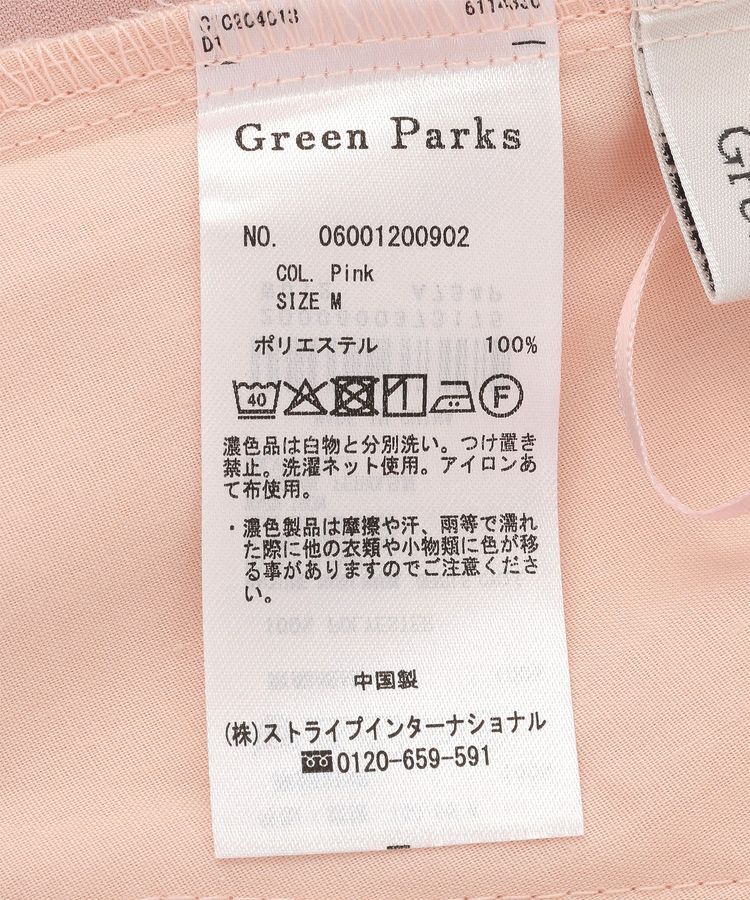 D1
Green Parks
NO. 06001200902
COL. Pink
SIZE M
ポリエステル 100%
40 F
濃色品は白物と分別洗い。つけ置き
禁止。洗濯ネット使用。アイロンあ
て布使用。
・濃色製品は摩擦や汗、雨等で濡れ
た際に他の衣類や小物類に色が移
る事がありますのでご注意くださ
い。
中国製
(株)ストライプインターナショナル
0120-659-591
Gr